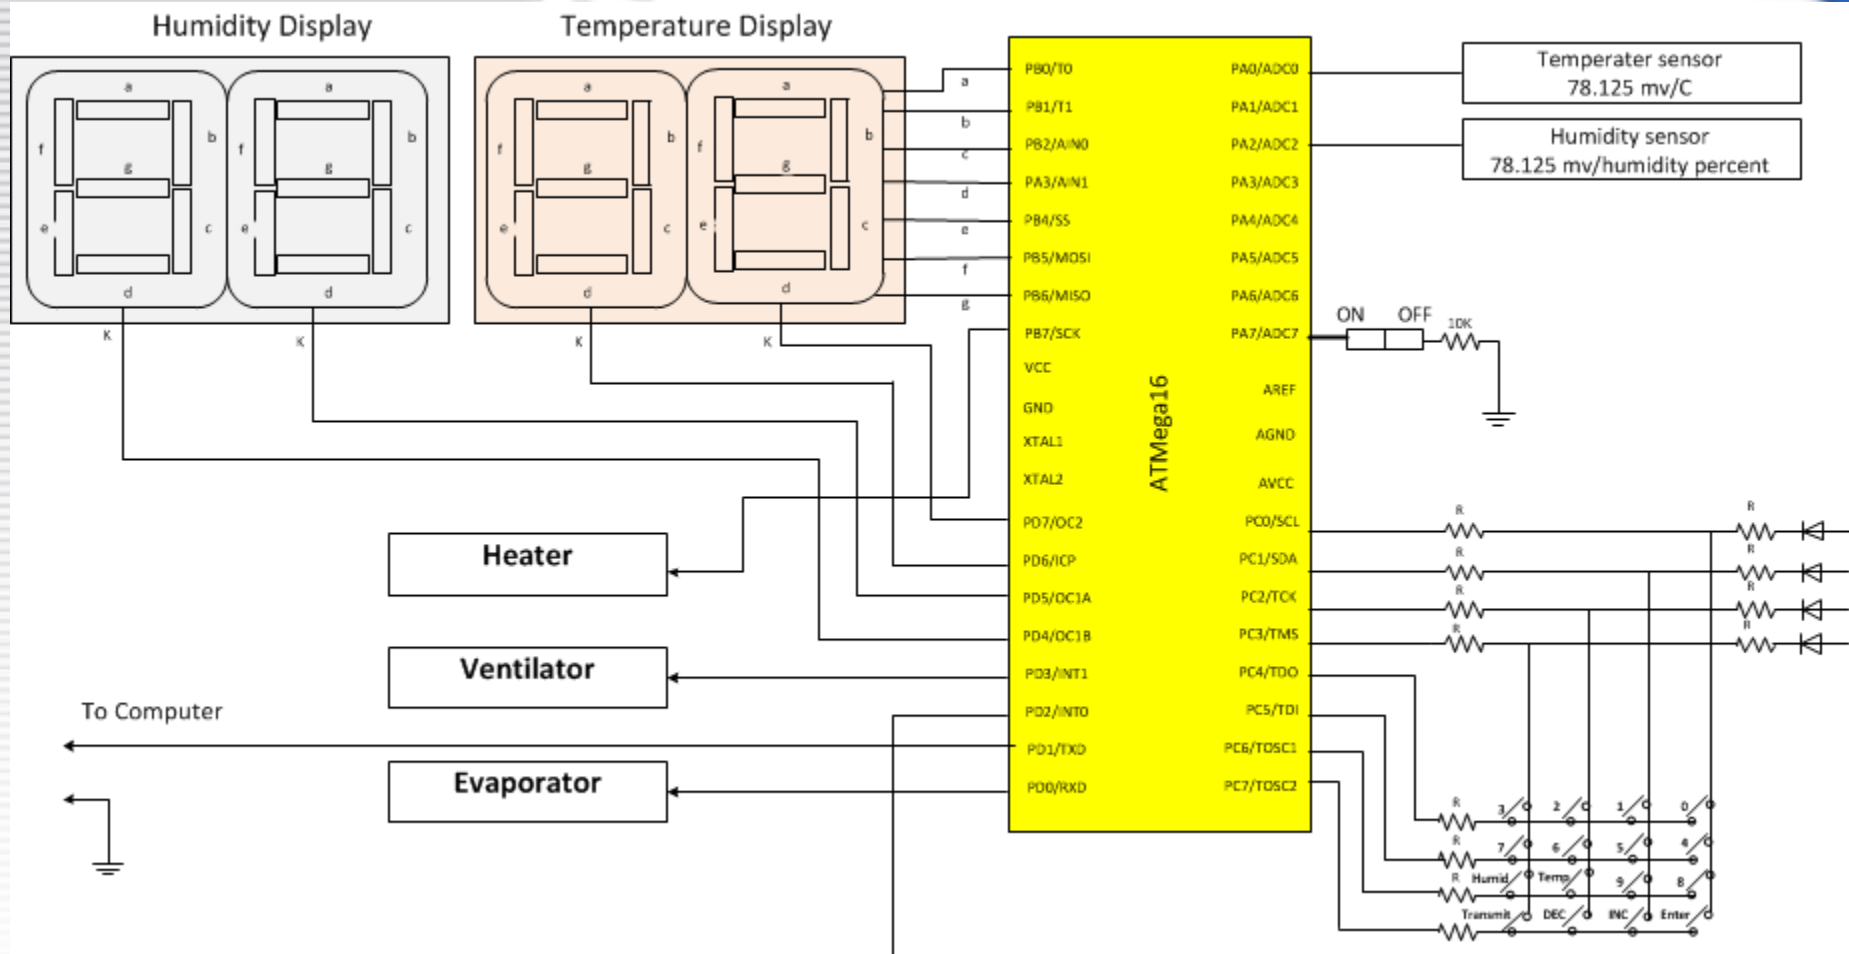 Humidity Display
Temperature Display
a
f
b
g
e
c
d
K
a
f
b
g
e
c
d
K
a
f
b
g
e
c
d
K
a
f
b
g
e
c
d
K
a
b
c
d
e
f
g
PB0/T0
PB1/T1
PB2/AIN0
PA3/AIN1
PB4/SS
PB5/MOSI
PB6/MISO
PB7/SCK
VCC
GND
XTAL1
XTAL2
PD7/OC2
PD6/ICP
PD5/OC1A
PD4/OC1B
PD3/INT1
PD2/INT0
PD1/TXD
PD0/RXD
ATMega16
PA0/ADC0
PA1/ADC1
PA2/ADC2
PA3/ADC3
PA4/ADC4
PA5/ADC5
PA6/ADC6
PA7/ADC7
AREF
AGND
AVCC
PC0/SCL
PC1/SDA
PC2/TCK
PC3/TMS
PC4/TDO
PC5/TDI
PC6/TOSC1
PC7/TOSC2
Temperater sensor
78.125 mv/C
Humidity sensor
78.125 mv/humidity percent
ON OFF
10K
R R
R R
R R
R R
Heater
Ventilator
Evaporator
To Computer
R 3 2 1 0
R 7 6 5 4
R Humid Temp 9 8
Transmit DEC INC Enter